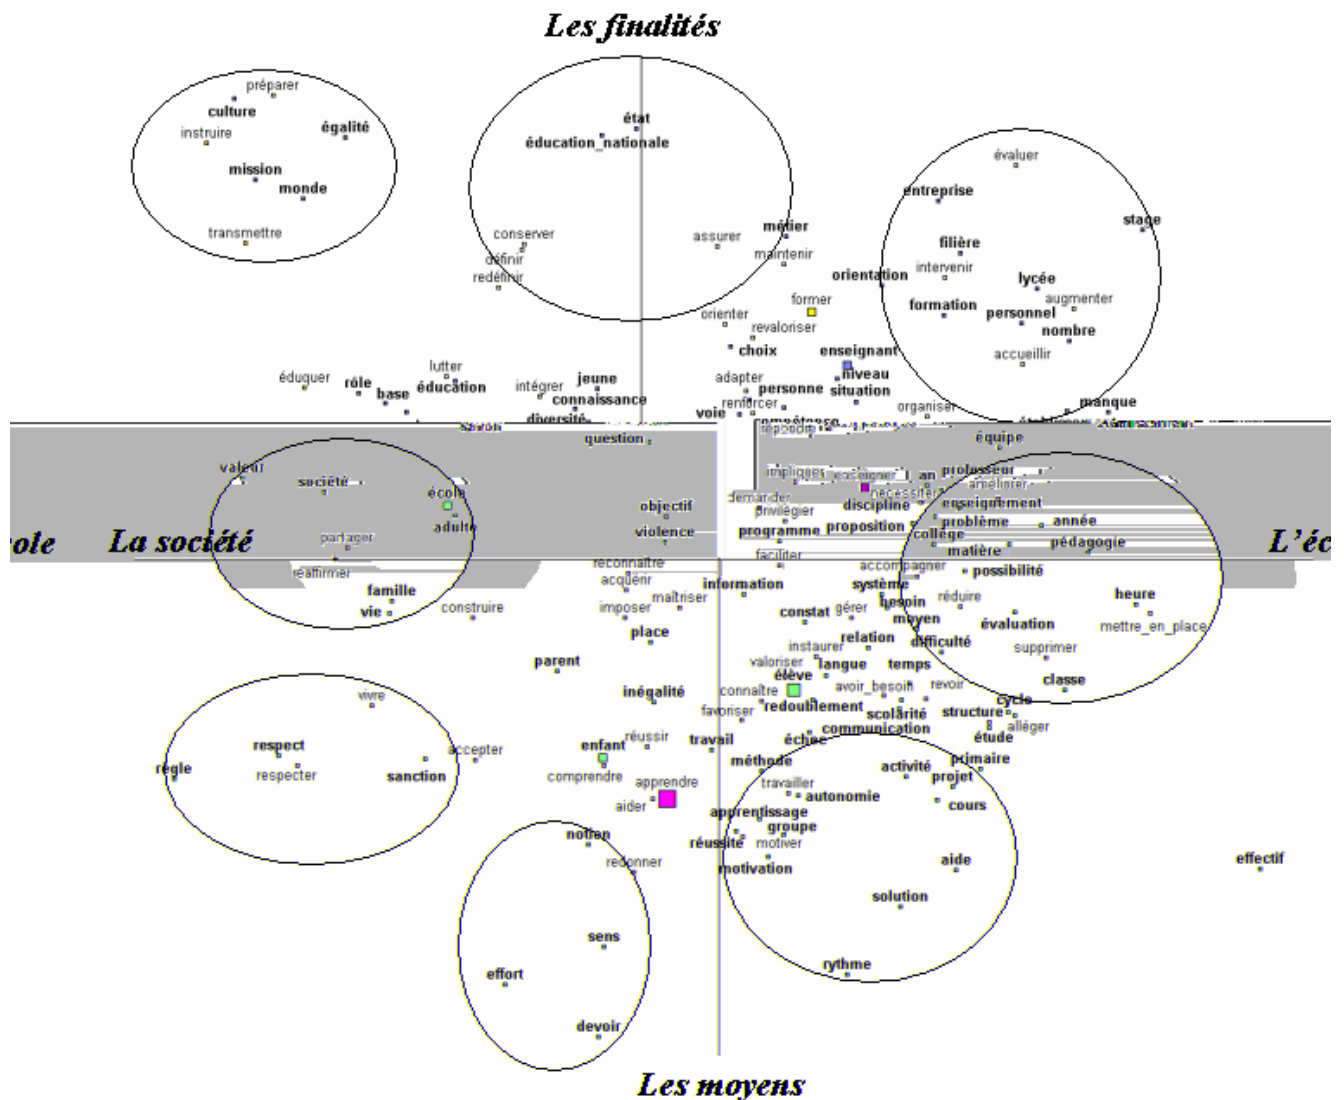 Les finalités
préparer
culture
instruire
égalité
mission
monde
transmettre
état
éducation_nationale
conserver
définir
redéfinir
assurer
métier
maintenir
évaluer
entreprise
stage
filière
intervenir
orientation
lycée
augmenter
formation
personnel
nombre
accueillir
former
orienter
revaloriser
choix
enseignant
niveau
situation
lutter
éducation
éduquer
rôle
base
intégrer
jeune
connaissance
diversité
adapter
personne
renforcer
voie
organiser
manque
savoir
question
répondre
équipe
valeur
société
école
adulte
partager
réaffirmer
famille
vie
objectif
violence
impliquer
enseigner
an
professeur
améliorer
nécessiter
demander
discipline
enseignement
privilégier
programme
proposition
problème
année
collège
matière
pédagogie
ole
La société
L'éc
faciliter
reconnaître
acquérir
information
accompagner
possibilité
système
imposer
maîtriser
construire
besoin
réduire
heure
constat
gérer
moyen
évaluation
mettre_en_place
place
relation
difficulté
supprimer
instaurer
parent
valoriser
langue
temps
classe
élève
inégalité
connaître
avoir_besoin
revoir
redoublement
cycle
favoriser
scolarité
structure
alléger
vivre
communication
étude
échec
respect
accepter
réussir
enfant
travail
règle
respecter
sanction
comprendre
méthode
activité
primaire
projet
apprendre
travailler
autonomie
aider
cours
apprentissage
groupe
notion
réussite
motiver
redonner
motivation
aide
effectif
solution
sens
effort
rythme
devoir
Les moyens